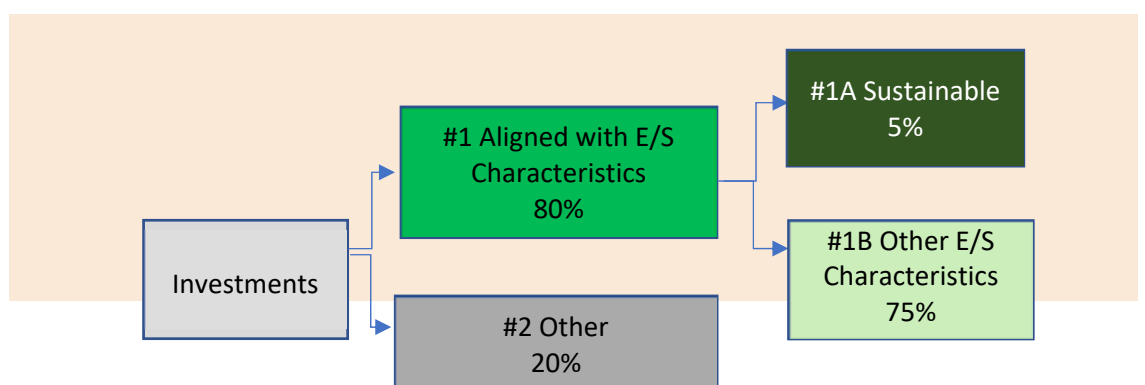 #1A Sustainable
5%
#1 Aligned with E/S
Characteristics
80%
#1B Other E/S
Characteristics
75%
Investments
#2 Other
20%